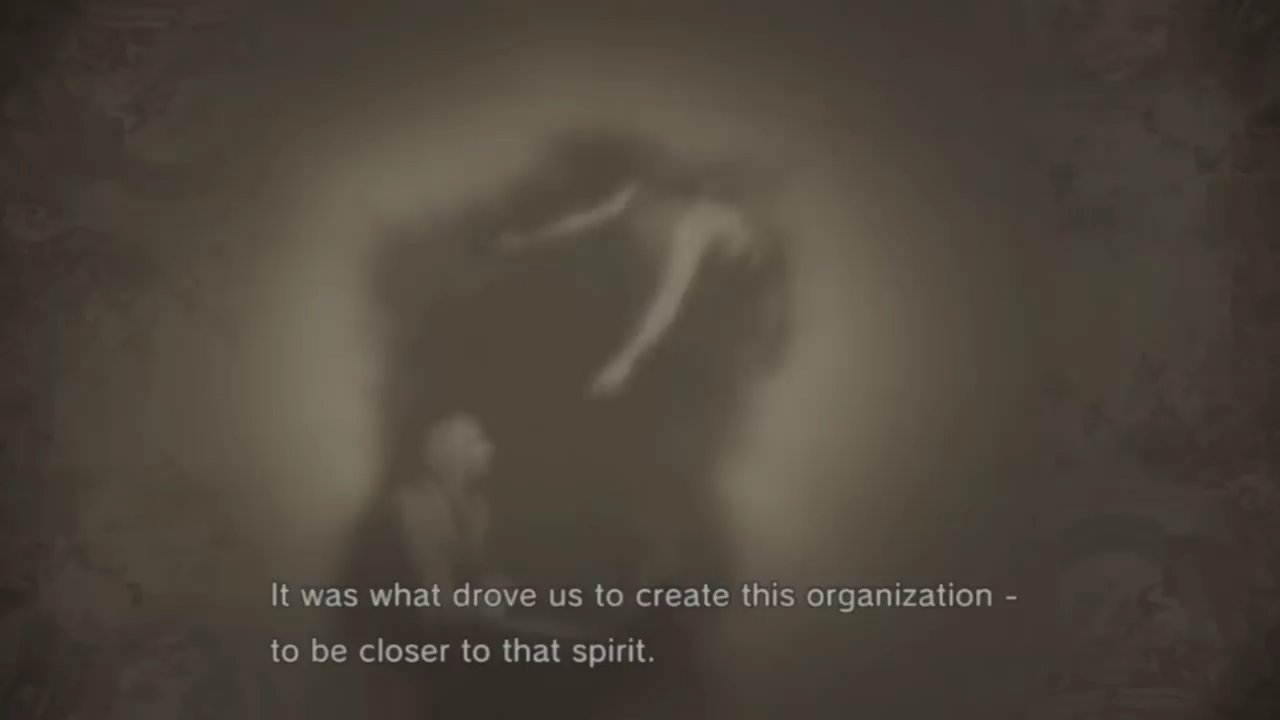 It was what drove us to create this organization -
to be closer to that spirit.